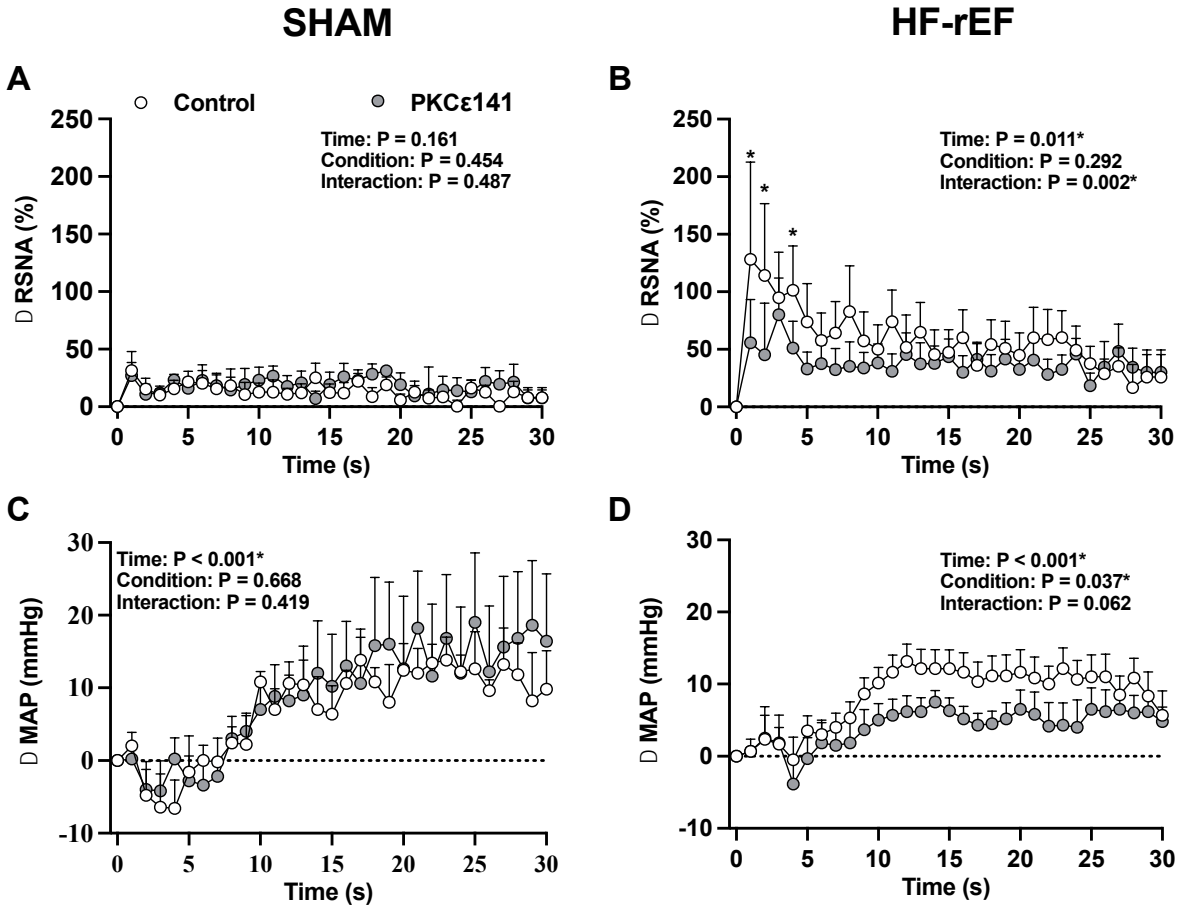 SHAM
HF-rEF
A
Control
PKCε141
Time: P = 0.161
Condition: P = 0.454
Interaction: P = 0.487
250
200
150
100
50
0
D RSNA (%)
0 5 10 15 20 25 30
Time (s)
B
Time: P = 0.011*
Condition: P = 0.292
Interaction: P = 0.002*
250
200
150
100
50
0
D RSNA (%)
*
*
*
0 5 10 15 20 25 30
Time (s)
C
Time: P < 0.001*
Condition: P = 0.668
Interaction: P = 0.419
30
20
10
0
-10
D MAP (mmHg)
0 5 10 15 20 25 30
Time (s)
D
Time: P < 0.001*
Condition: P = 0.037*
Interaction: P = 0.062
30
20
10
0
-10
D MAP (mmHg)
0 5 10 15 20 25 30
Time (s)